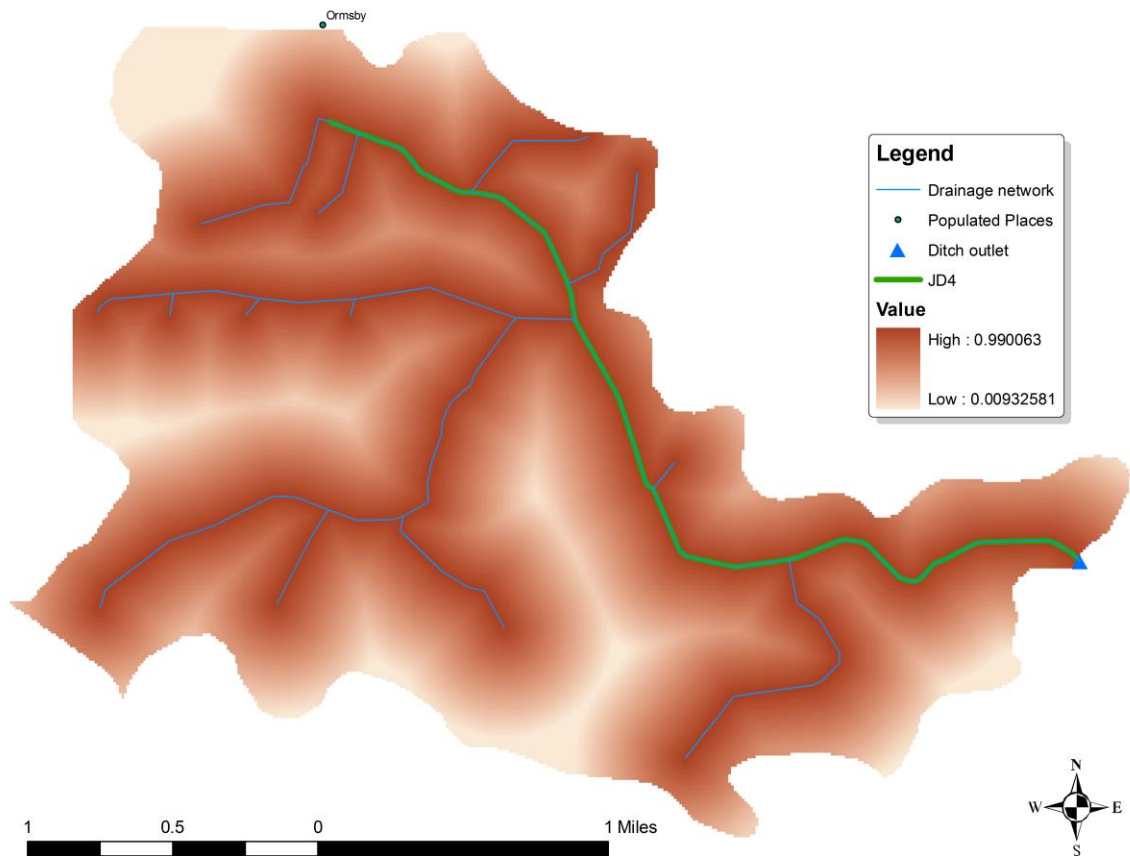 Ormsby
Legend
Drainage network
Populated Places
Ditch outlet
JD4
Value
High : 0.990063
Low : 0.00932581
N
W E
S
1 0.5 0 1 Miles